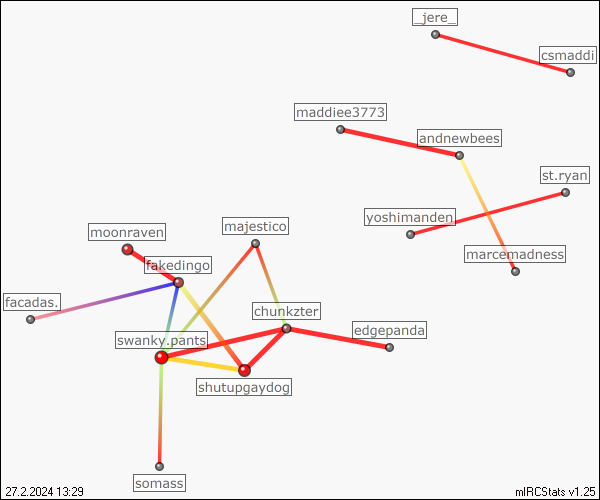 _jere_
csmaddi
maddiee3773
andnewbees
st.ryan
yoshimanden
majestico
moonraven
marcemadness
fakedingo
facadas.
chunkzter
edgepanda
swanky.pants
shutupgaydog
somass
27.2.2024 13:29
mIRCStats v1.25